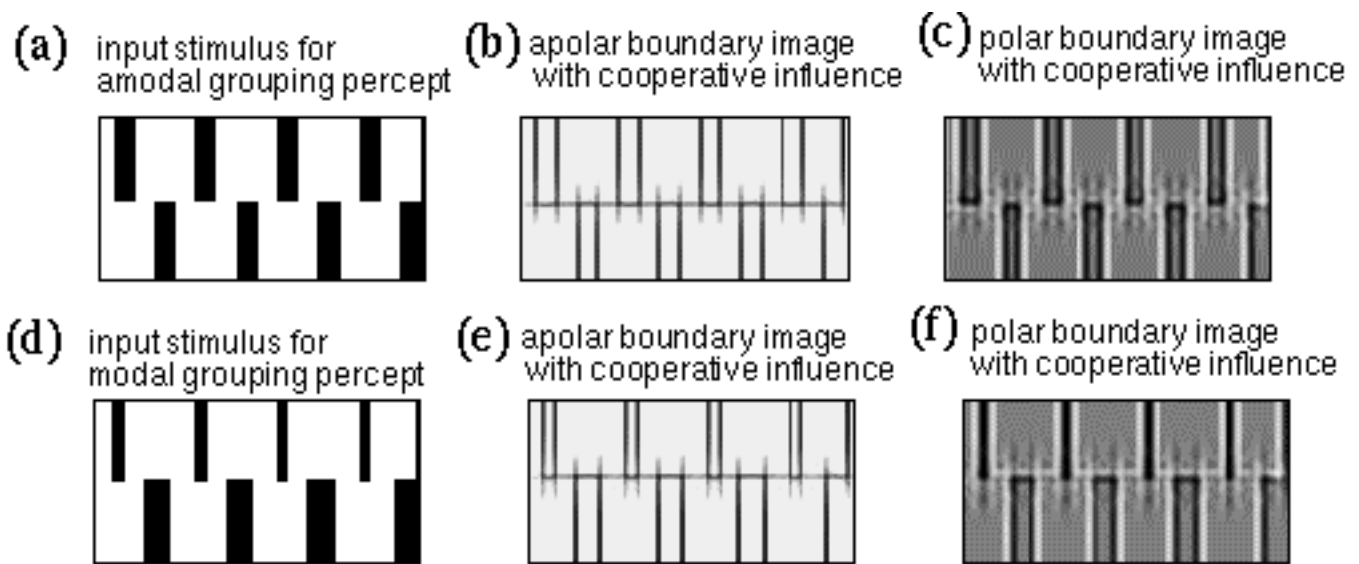 (a) input stimulus for
amodal grouping percept
(b) apolar boundary image
with cooperative influence
(c) polar boundary image
with cooperative influence
(d) input stimulus for
modal grouping percept
(e) apolar boundary image
with cooperative influence
(f) polar boundary image
with cooperative influence